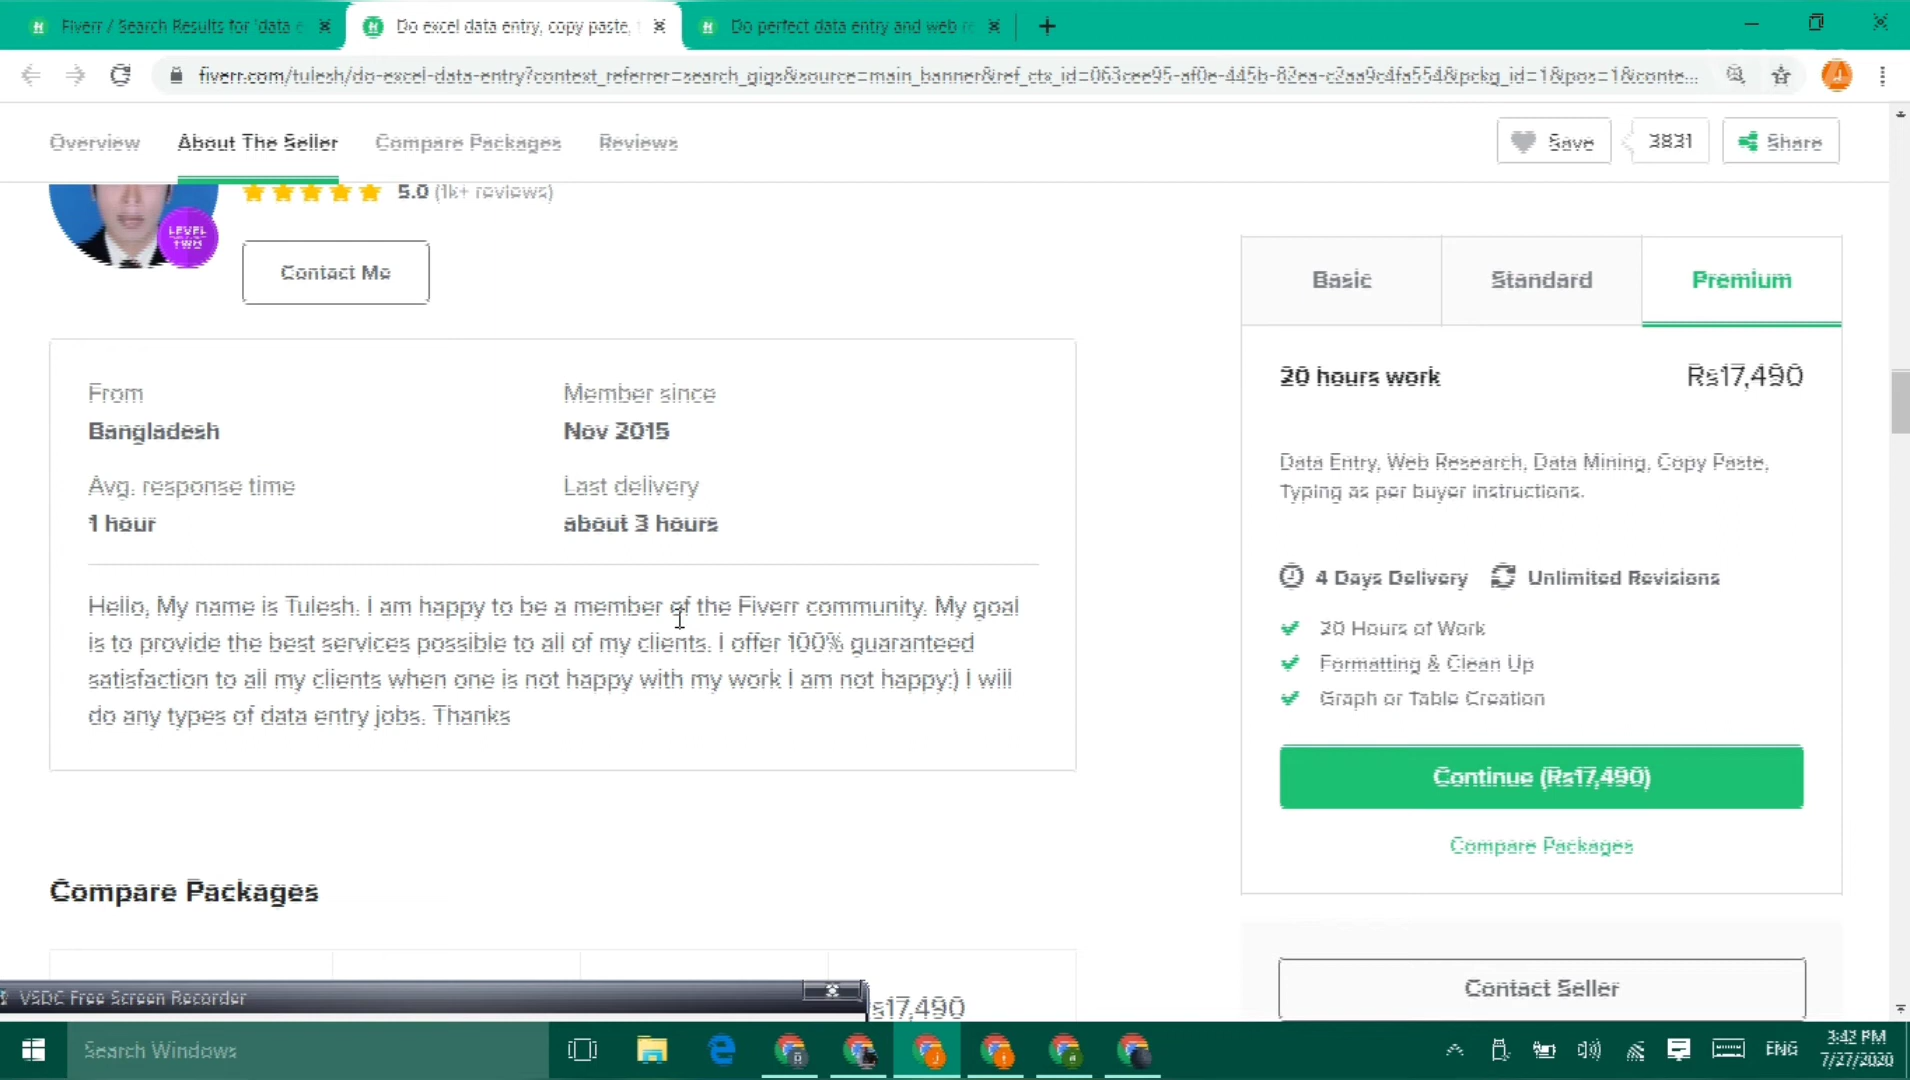 Fiverr / Search Results for 'data e
Do excel data entry, copy paste,
Do perfect data entry and web re
fiverr.com/tulesh/do-excel-data-entry?context_referrer=search_gigs&source=main_banner&ref_ctx_id=063cee95-af0e-445b-82ea-c2aa9c4fa554&pckg_id=1&pos=1&conte...
Overview About The Seller Compare Packages Reviews
Save 3831 Share
5.0 (1k+ reviews)
LEVEL
TWO
Contact Me
Basic Standard Premium
From Member since
Bangladesh Nov 2015
Avg. response time Last delivery
1 hour about 3 hours
Hello, My name is Tulesh. I am happy to be a member of the Fiverr community. My goal
is to provide the best services possible to all of my clients. I offer 100% guaranteed
satisfaction to all my clients when one is not happy with my work I am not happy:) I will
do any types of data entry jobs. Thanks
20 hours work Rs17,490
Data Entry, Web Research, Data Mining, Copy Paste,
Typing as per buyer instructions.
4 Days Delivery Unlimited Revisions
20 Hours of Work
Formatting & Clean Up
Graph or Table Creation
Continue (Rs17,490)
Compare Packages
Compare Packages
Contact Seller
VSDC Free Screen Recorder
s17,490
Search Windows
ENG
3:42 PM
7/27/2020